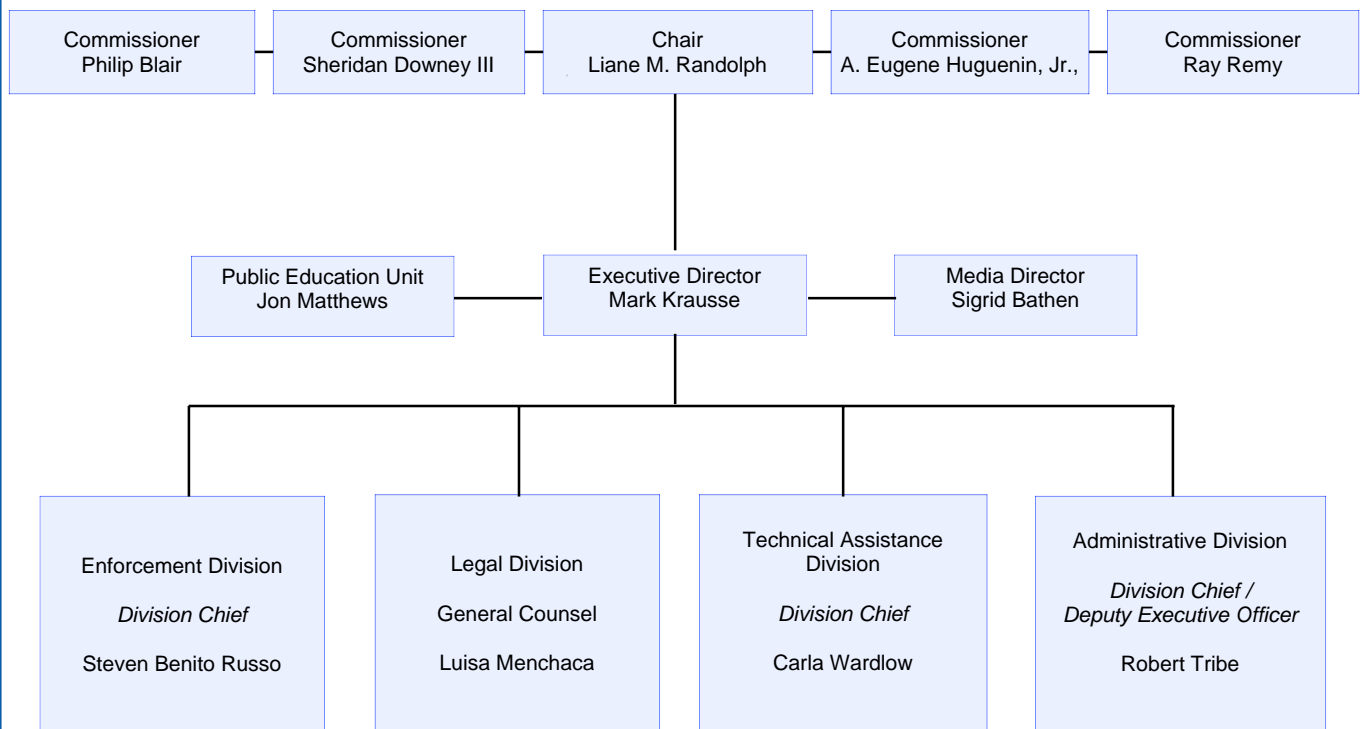 Commissioner
Philip Blair
Commissioner
Sheridan Downey III
Chair
Liane M. Randolph
Commissioner
A. Eugene Huguenin, Jr.,
Commissioner
Ray Remy
Public Education Unit
Jon Matthews
Executive Director
Mark Krausse
Media Director
Sigrid Bathen
Enforcement Division
Division Chief
Steven Benito Russo
Legal Division
General Counsel
Luisa Menchaca
Technical Assistance
Division
Division Chief
Carla Wardlow
Administrative Division
Division Chief /
Deputy Executive Officer
Robert Tribe